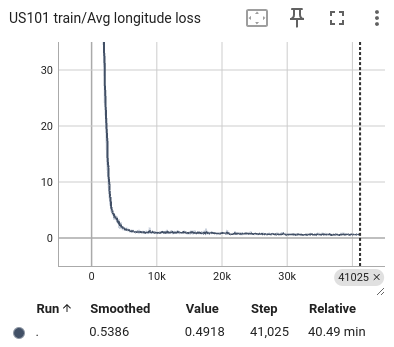 US101 train/Avg longitude loss
30
20
10
0
0 10k 20k 30k 41025 ×
Run ↑ Smoothed Value Step Relative
. 0.5386 0.4918 41,025 40.49 min